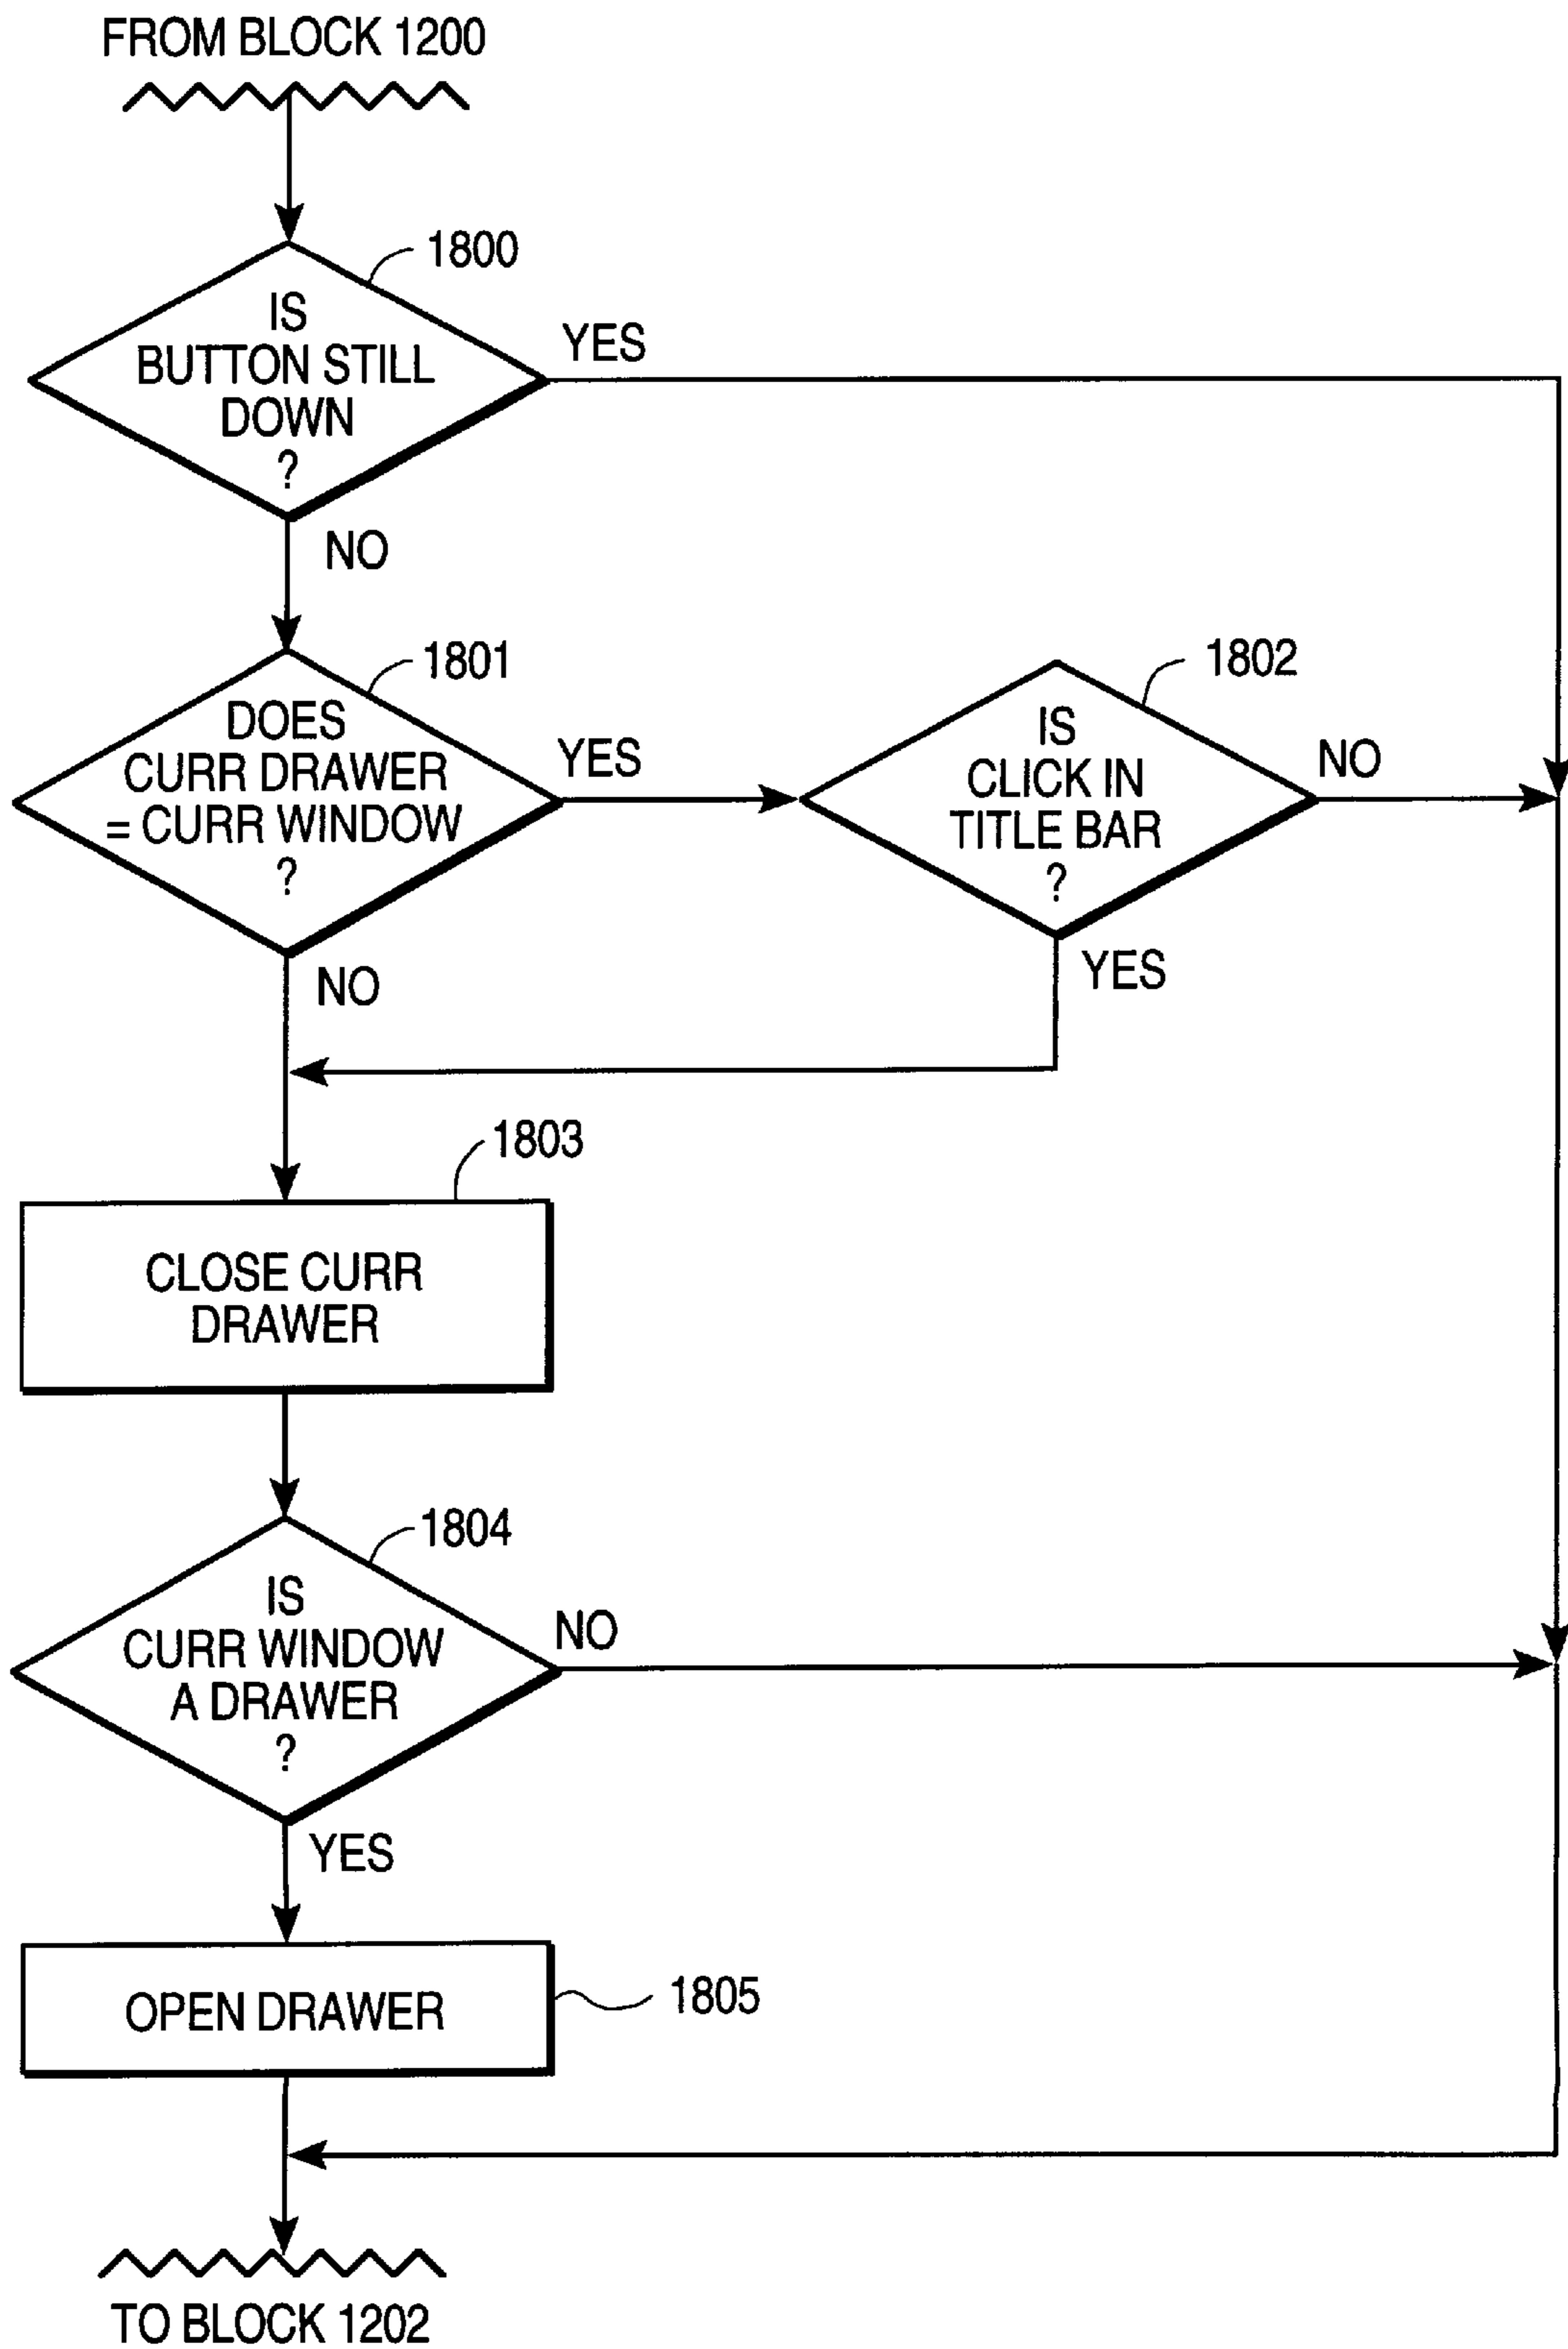 FROM BLOCK 1200
1800
IS
BUTTON STILL
DOWN
?
YES
NO
1801
DOES
CURR DRAWER
= CURR WINDOW
?
YES
NO
1802
IS
CLICK IN
TITLE BAR
?
NO
YES
1803
CLOSE CURR
DRAWER
1804
IS
CURR WINDOW
A DRAWER
?
NO
YES
OPEN DRAWER
1805
TO BLOCK 1202